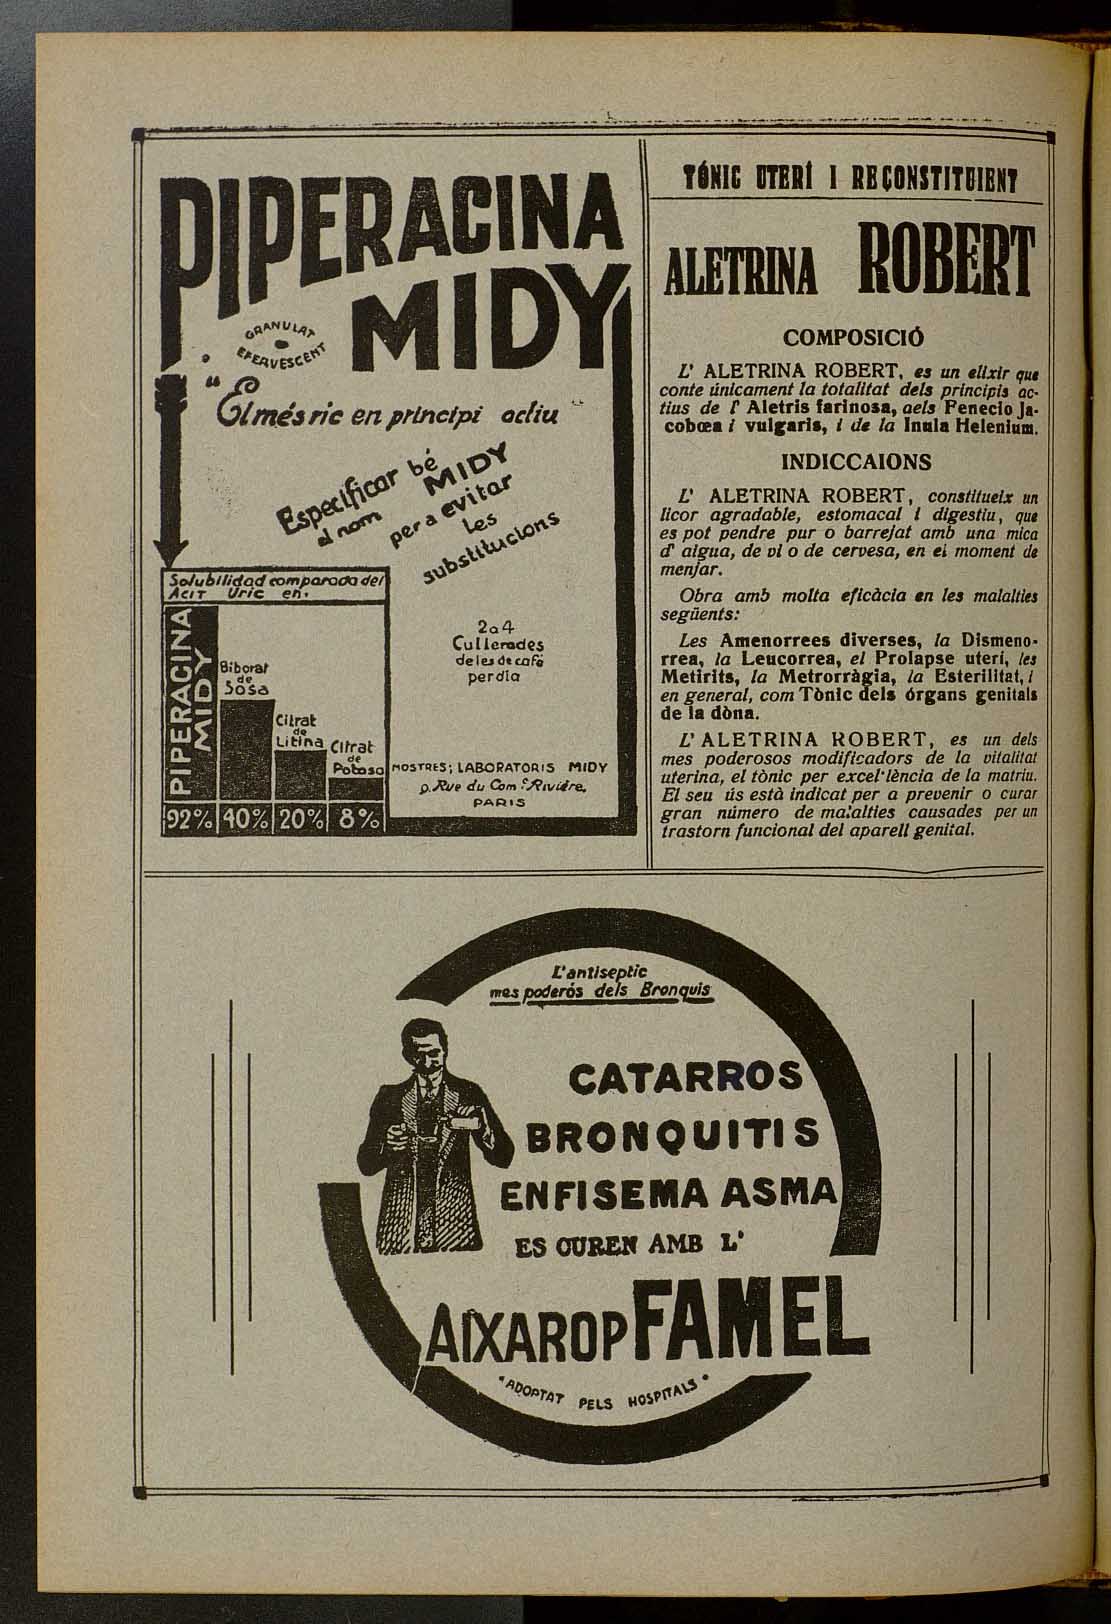 PIPERACINA
MIDY
GRANULAT
EFERVESCENT
"El més ric en principi actiu"
Especificar bé
el nom MIDY
per a evitar
les
substitucions
Solubilidad comparada del
ACIT Uric en.
PIPERACINA
MIDY
Biborat
de
Sosa
Citrat
de
Litina
Citrat
de
Potasa
92% 40% 20% 8%
2 a 4
Cullerades
de les de café
per dia
MOSTRES; LABORATORIS MIDY
9. Rue du Com.c Rivière.
PARIS
TÓNIC UTERÍ I REÇONSTITUIENT
ALETRINA ROBERT
COMPOSICIÓ
L' ALETRINA ROBERT, es un elixir que
conte únicament la totalitat dels principis ac-
tius de l' Aletris farinosa, aels Fenecio Ja-
cobœa i vulgaris, i de la Inula Helenium.
INDICCAIONS
L' ALETRINA ROBERT, constitueix un
licor agradable, estomacal i digestiu, que
es pot pendre pur o barrejat amb una mica
d' aigua, de vi o de cervesa, en ei moment de
menjar.
Obra amb molta eficàcia en les malalties
següents:
Les Amenorrees diverses, la Dismeno-
rrea, la Leucorrea, el Prolapse uterí, les
Metirits, la Metrorràgia, la Esterilitat, i
en general, com Tònic dels órgans genitals
de la dòna.
L' ALETRINA ROBERT, es un dels
mes poderosos modificadors de la vitalitat
uterina, el tònic per excel·lència de la matriu.
El seu ús està indicat per a prevenir o curar
gran número de ma:alties causades per un
trastorn funcional del aparell genital.
L'antiseptic
mes poderós dels Bronquis
CATARROS
BRONQUITIS
ENFISEMA ASMA
ES CUREN AMB L'
AIXAROP FAMEL
"ADOPTAT PELS HOSPITALS"